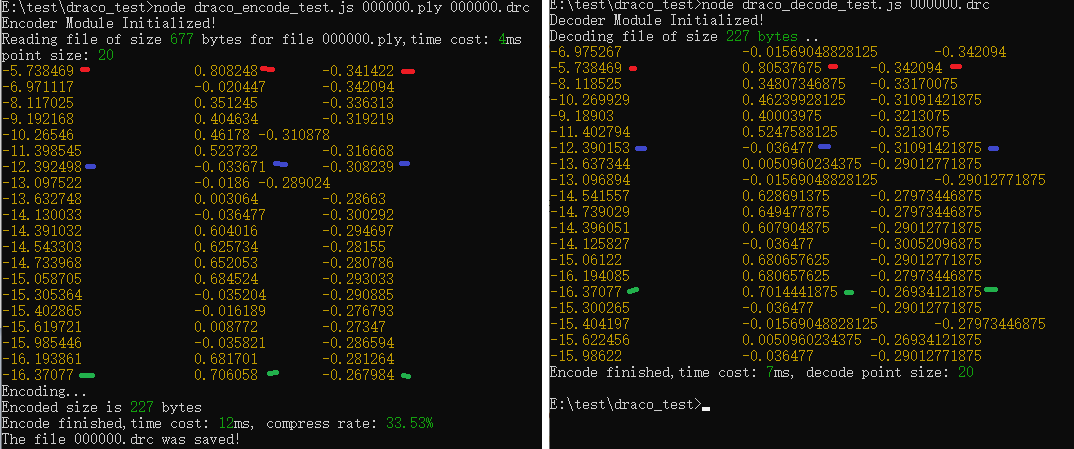 E:\test\draco_test>node draco_encode_test.js 000000.ply 000000.drc
Encoder Module Initialized!
Reading file of size 677 bytes for file 000000.ply,time cost: 4ms
point size: 20
-5.738469 0.808248 -0.341422
-6.971117 -0.020447 -0.342094
-8.117025 0.351245 -0.336313
-9.192168 0.404634 -0.319219
-10.26546 0.46178 -0.310878
-11.398545 0.523732 -0.316668
-12.392498 -0.033671 -0.308239
-13.097522 -0.0186 -0.289024
-13.632748 0.003064 -0.28663
-14.130033 -0.036477 -0.300292
-14.391032 0.604016 -0.294697
-14.543303 0.625734 -0.28155
-14.733968 0.652053 -0.280786
-15.058705 0.684524 -0.293033
-15.305364 -0.035204 -0.290885
-15.402865 -0.016189 -0.276793
-15.619721 0.008772 -0.27347
-15.985446 -0.035821 -0.286594
-16.193861 0.681701 -0.281264
-16.37077 0.706058 -0.267984
Encoding...
Encoded size is 227 bytes
Encode finished,time cost: 12ms, compress rate: 33.53%
The file 000000.drc was saved!
E:\test\draco_test>node draco_decode_test.js 000000.drc
Decoder Module Initialized!
Decoding file of size 227 bytes ..
-6.975267 -0.01569048828125 -0.342094
-5.738469 0.80537675 -0.342094
-8.118525 0.34807346875 -0.33170075
-10.269929 0.46239928125 -0.31091421875
-9.18903 0.40003975 -0.3213075
-11.402794 0.5247588125 -0.3213075
-12.390153 -0.036477 -0.31091421875
-13.637344 0.0050960234375 -0.29012771875
-13.096894 -0.01569048828125 -0.29012771875
-14.541557 0.628691375 -0.27973446875
-14.739029 0.649477875 -0.27973446875
-14.396051 0.607904875 -0.29012771875
-14.125827 -0.036477 -0.30052096875
-15.06122 0.680657625 -0.29012771875
-16.194085 0.680657625 -0.27973446875
-16.37077 0.7014441875 -0.26934121875
-15.300265 -0.036477 -0.29012771875
-15.404197 -0.01569048828125 -0.27973446875
-15.622456 0.0050960234375 -0.26934121875
-15.98622 -0.036477 -0.29012771875
Encode finished,time cost: 7ms, decode point size: 20
E:\test\draco_test>